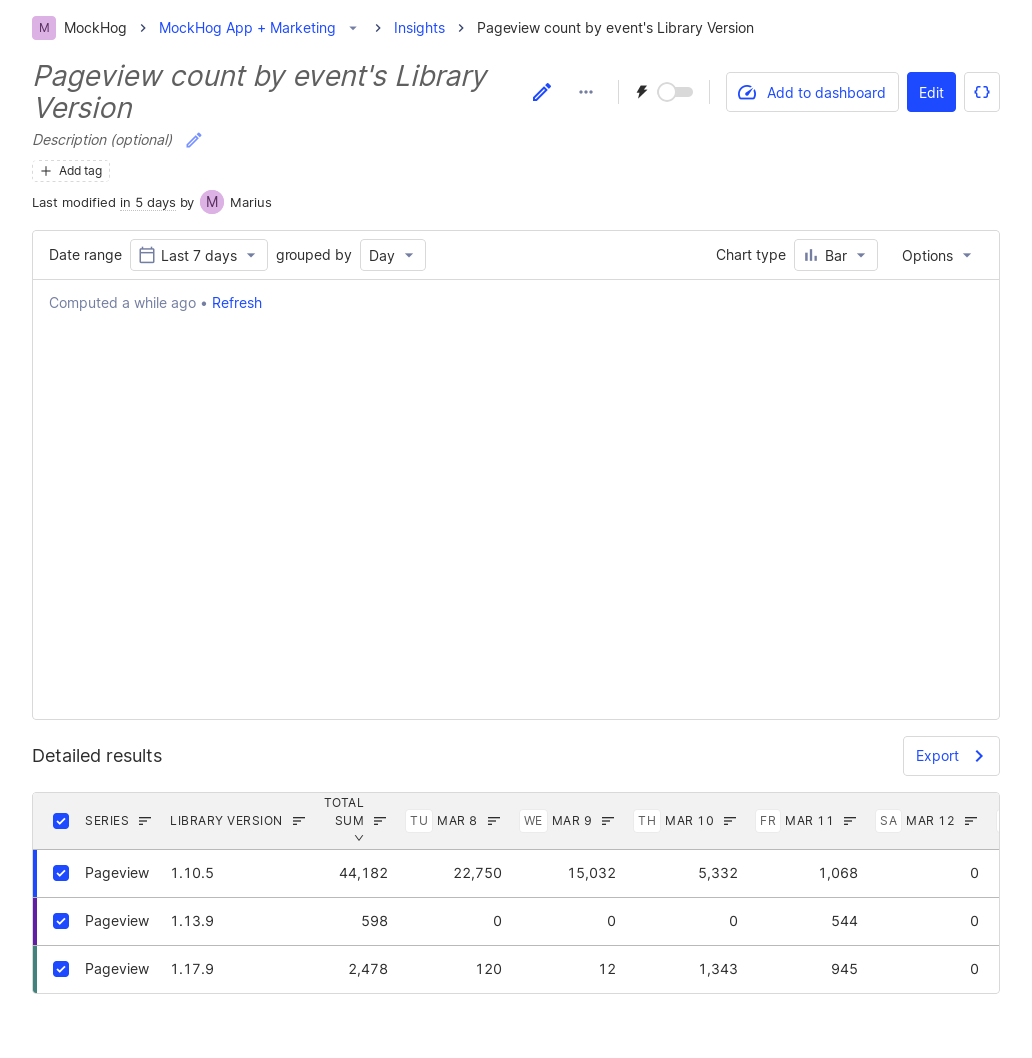 M MockHog MockHog App + Marketing Insights Pageview count by event's Library Version
Pageview count by event's Library
Version
Add to dashboard Edit
Description (optional)
Add tag
Last modified in 5 days by M Marius
Date range Last 7 days grouped by Day Chart type Bar Options
Computed a while ago • Refresh
Detailed results Export
SERIES LIBRARY VERSION TOTAL SUM TU MAR 8 WE MAR 9 TH MAR 10 FR MAR 11 SA MAR 12
Pageview 1.10.5 44,182 22,750 15,032 5,332 1,068 0
Pageview 1.13.9 598 0 0 0 544 0
Pageview 1.17.9 2,478 120 12 1,343 945 0